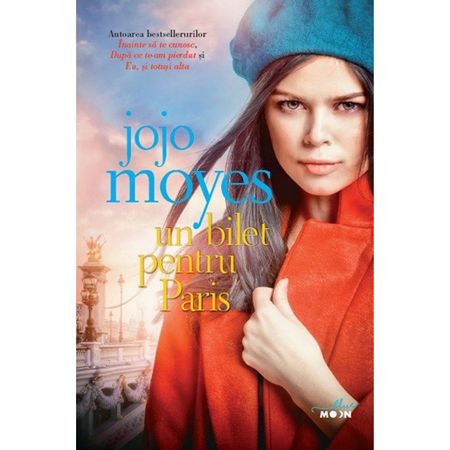 Autoarea bestsellerurilor
Înainte să te cunosc,
După ce te-am pierdut și
Eu, și totuși alta
jojo
moyes
un bilet
pentru
Paris
blue
MOON